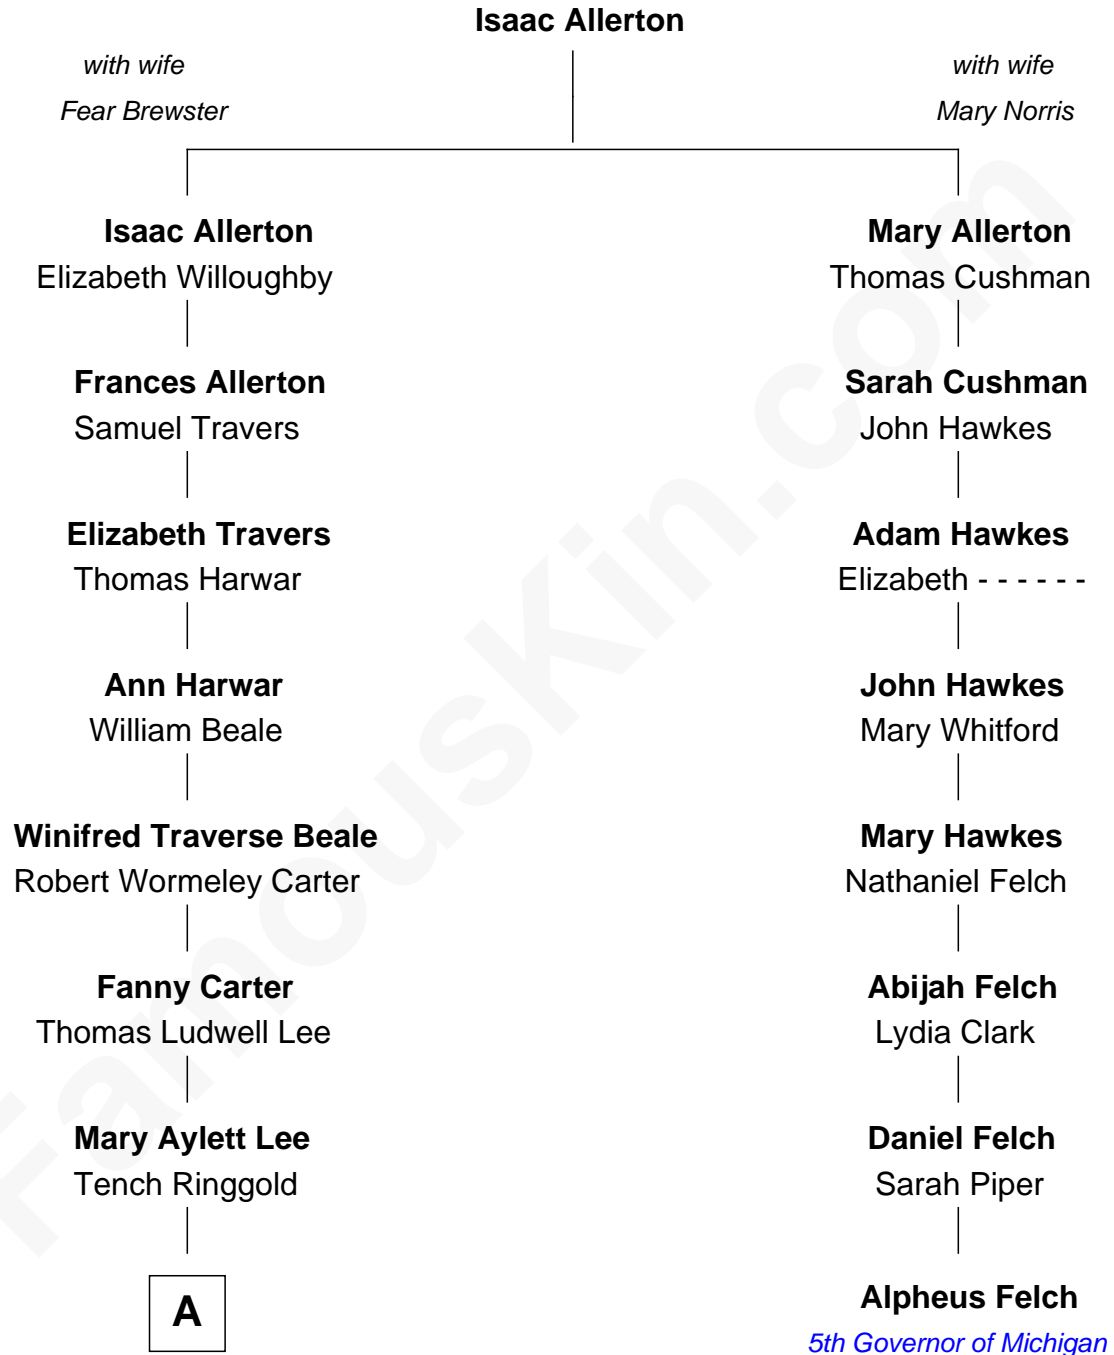 Isaac Allerton
with wife
Fear Brewster
with wife
Mary Norris
Isaac Allerton
Elizabeth Willoughby
Mary Allerton
Thomas Cushman
Frances Allerton
Samuel Travers
Sarah Cushman
John Hawkes
Elizabeth Travers
Thomas Harwar
Adam Hawkes
Elizabeth - - - - - -
Ann Harwar
William Beale
John Hawkes
Mary Whitford
Winifred Traverse Beale
Robert Wormeley Carter
Mary Hawkes
Nathaniel Felch
Fanny Carter
Thomas Ludwell Lee
Abijah Felch
Lydia Clark
Mary Aylett Lee
Tench Ringgold
Daniel Felch
Sarah Piper
A
Alpheus Felch
5th Governor of Michigan
FamousKin.com